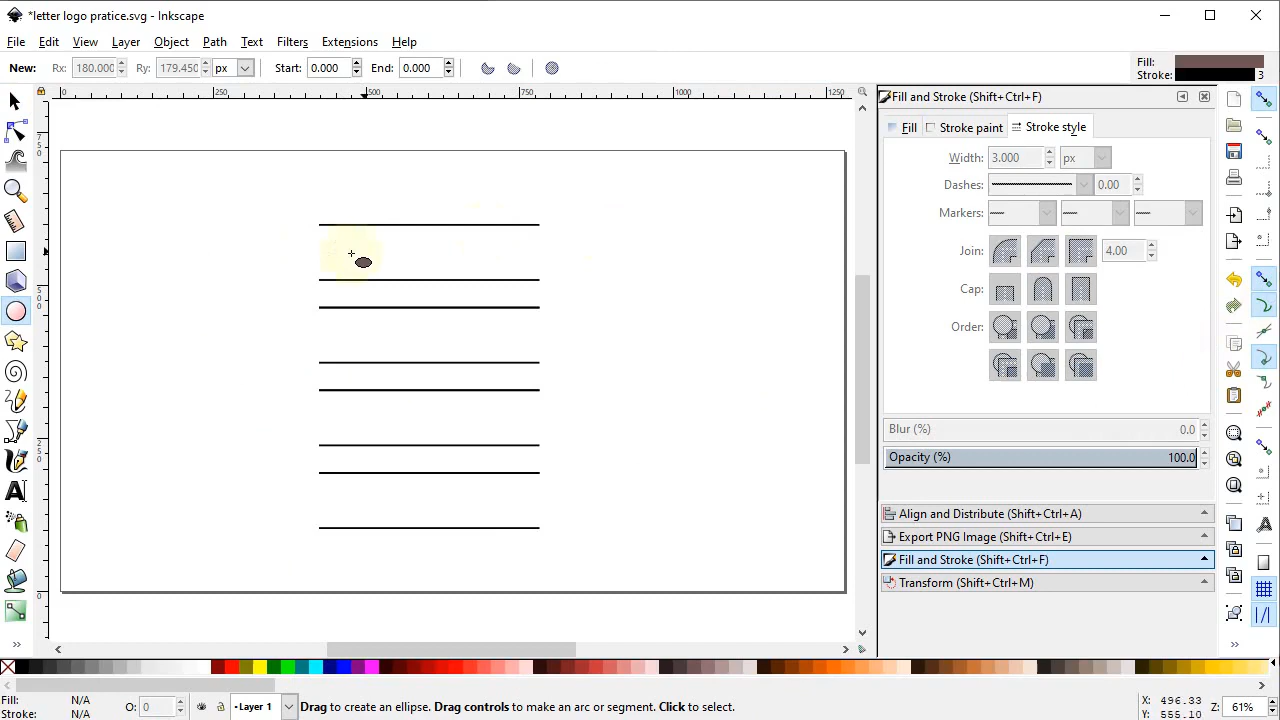 *letter logo pratice.svg - Inkscape
File Edit View Layer Object Path Text Filters Extensions Help
New: Rx: 180.000 Ry: 179.450 px Start: 0.000 End: 0.000
Fill:
Stroke: 3
0 250 500 750 1000 1250
Fill and Stroke (Shift+Ctrl+F)
Fill Stroke paint Stroke style
Width: 3.000 px
Dashes: 0.00
Markers:
Join: 4.00
Cap:
Order:
Blur (%) 0.0
Opacity (%) 100.0
Align and Distribute (Shift+Ctrl+A)
Export PNG Image (Shift+Ctrl+E)
Fill and Stroke (Shift+Ctrl+F)
Transform (Shift+Ctrl+M)
750
500
250
0
Fill: N/A
Stroke: N/A
O: 0
Layer 1
Drag to create an ellipse. Drag controls to make an arc or segment. Click to select.
X: 496.33
Y: 555.10
Z: 61%